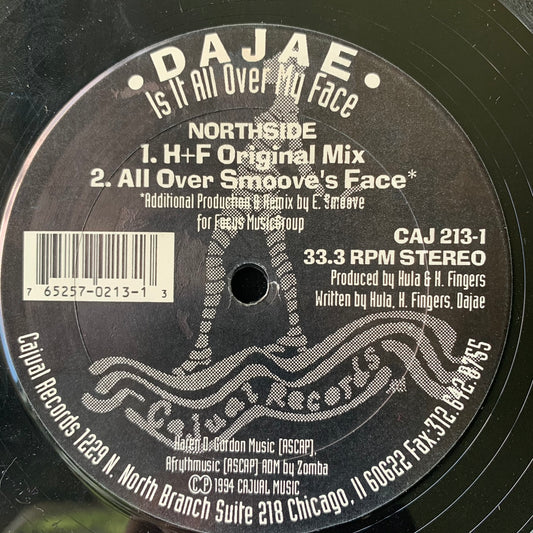 •DAJAE•
Is It All Over My Face
NORTHSIDE
1. H+F Original Mix
2. All Over Smoove's Face*
*Additional Production & Remix by E. Smoove
for Focus MusicGroup
CAJ 213-1
33.3 RPM STEREO
Produced by Hula & K. Fingers
Written by Hula, K. Fingers, Dajae
7 65257-0213-1 3
Cajual Records
Karen D. Gordon Music (ASCAP),
Afrythmusic (ASCAP) ADM by Zomba
©℗ 1994 CAJUAL MUSIC
Cajual Records 1229 N. North Branch Suite 218 Chicago, Il 60622 Fax.312.642.8755